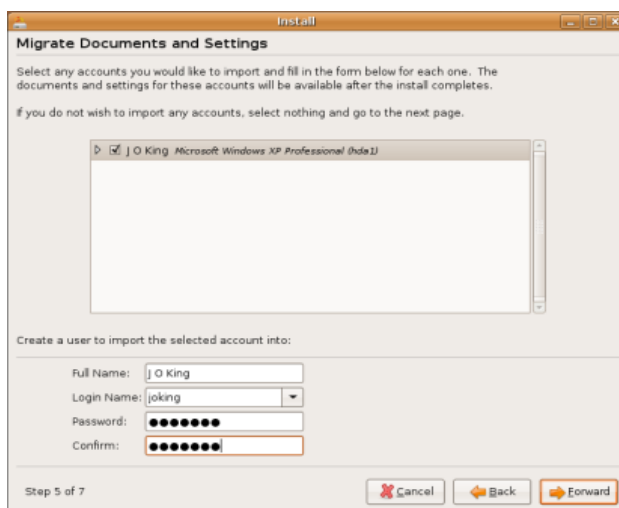 Install
Migrate Documents and Settings
Select any accounts you would like to import and fill in the form below for each one. The
documents and settings for these accounts will be available after the install completes.
If you do not wish to import any accounts, select nothing and go to the next page.
J O King Microsoft Windows XP Professional (hda1)
Create a user to import the selected account into:
Full Name: J O King
Login Name: joking
Password: ●●●●●●●
Confirm: ●●●●●●●
Step 5 of 7 Cancel Back Forward